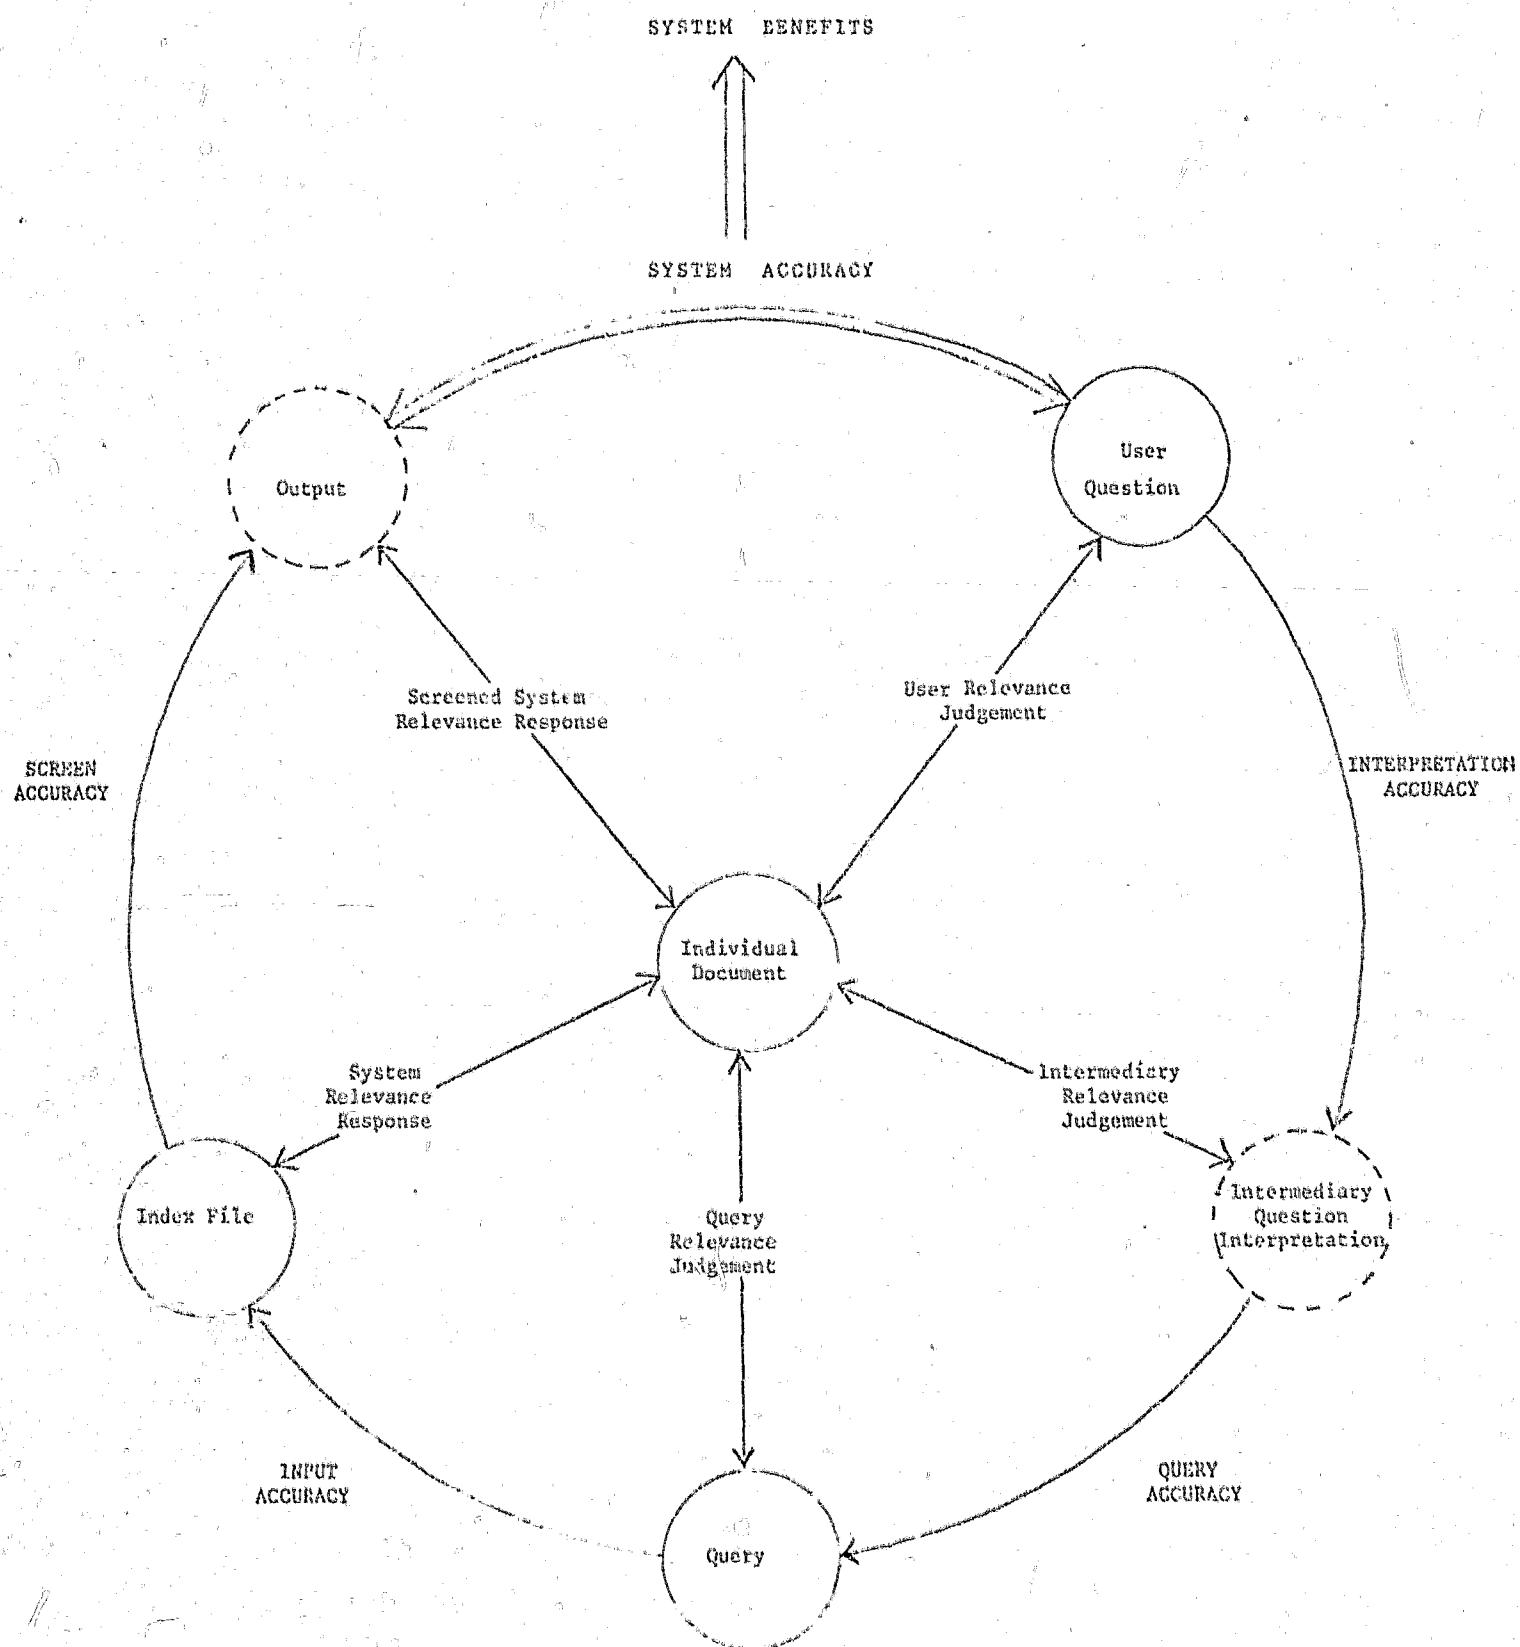 SYSTEM BENEFITS
SYSTEM ACCURACY
Output
User
Question
Screened System
Relevance Response
User Relevance
Judgement
SCREEN
ACCURACY
INTERPRETATION
ACCURACY
Individual
Document
System
Relevance
Response
Intermediary
Relevance
Judgement
Index File
Query
Relevance
Judgement
Intermediary
Question
Interpretation
INPUT
ACCURACY
QUERY
ACCURACY
Query